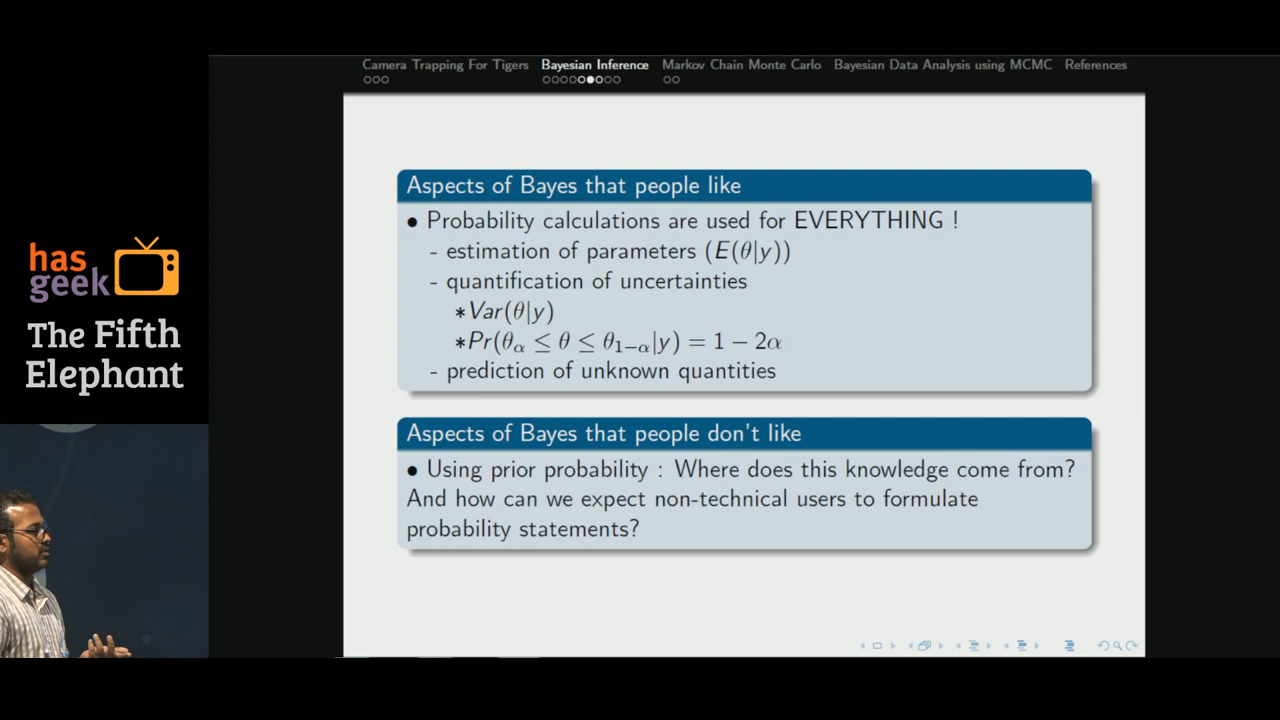 Camera Trapping For Tigers Bayesian Inference Markov Chain Monte Carlo Bayesian Data Analysis using MCMC References
has
geek
The Fifth
Elephant
Aspects of Bayes that people like
• Probability calculations are used for EVERYTHING !
- estimation of parameters (E(θ|y))
- quantification of uncertainties
∗Var(θ|y)
∗Pr(θ_α ≤ θ ≤ θ_{1−α}|y) = 1 − 2α
- prediction of unknown quantities
Aspects of Bayes that people don't like
• Using prior probability : Where does this knowledge come from?
And how can we expect non-technical users to formulate
probability statements?